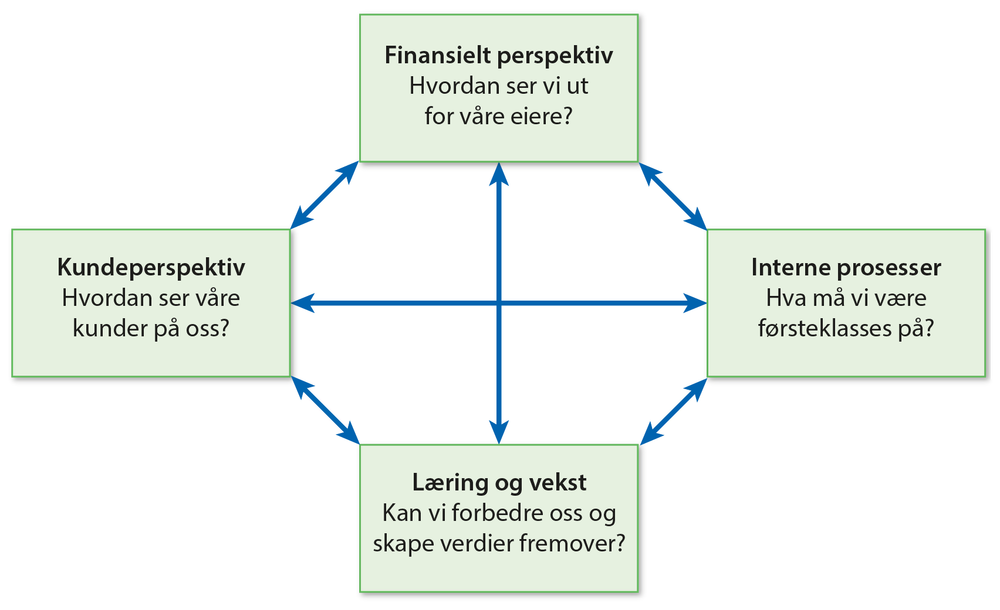 Finansielt perspektiv
Hvordan ser vi ut
for våre eiere?
Kundeperspektiv
Hvordan ser våre
kunder på oss?
Interne prosesser
Hva må vi være
førsteklasses på?
Læring og vekst
Kan vi forbedre oss og
skape verdier fremover?